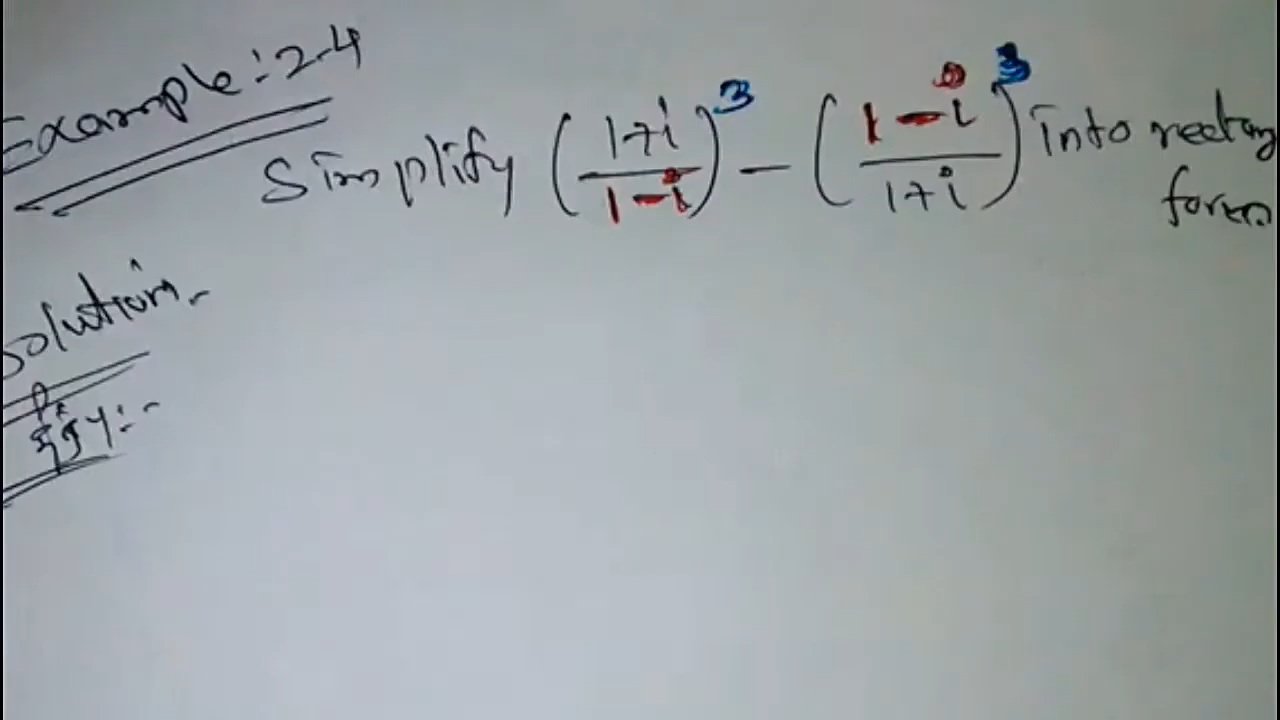 Example: 2.4
Simplify (1+i/1-i)³ - (1-i/1+i)³ into rectang
form
Solution.-